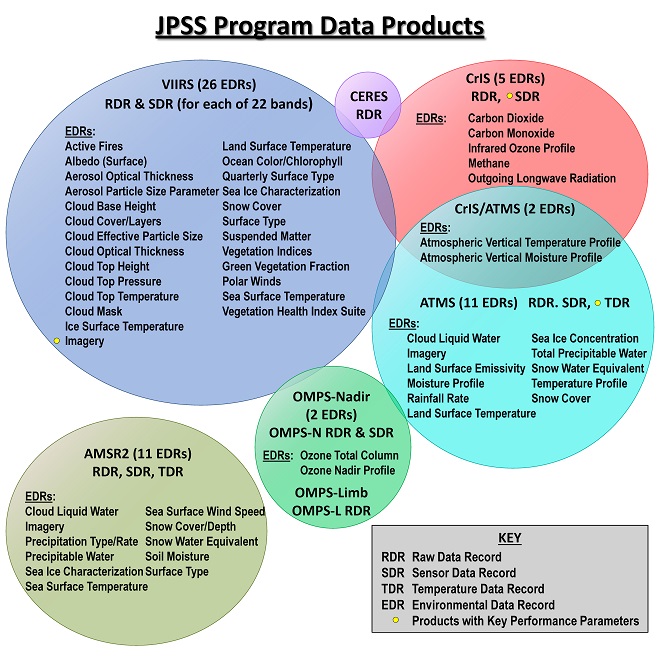 JPSS Program Data Products
VIIRS (26 EDRs)
RDR & SDR (for each of 22 bands)
EDRs:
Active Fires
Albedo (Surface)
Aerosol Optical Thickness
Aerosol Particle Size Parameter
Cloud Base Height
Cloud Cover/Layers
Cloud Effective Particle Size
Cloud Optical Thickness
Cloud Top Height
Cloud Top Pressure
Cloud Top Temperature
Cloud Mask
Ice Surface Temperature
Imagery
Land Surface Temperature
Ocean Color/Chlorophyll
Quarterly Surface Type
Sea Ice Characterization
Snow Cover
Surface Type
Suspended Matter
Vegetation Indices
Green Vegetation Fraction
Polar Winds
Sea Surface Temperature
Vegetation Health Index Suite
CERES
RDR
CrIS (5 EDRs)
RDR, SDR
EDRs:
Carbon Dioxide
Carbon Monoxide
Infrared Ozone Profile
Methane
Outgoing Longwave Radiation
CrIS/ATMS (2 EDRs)
EDRs:
Atmospheric Vertical Temperature Profile
Atmospheric Vertical Moisture Profile
ATMS (11 EDRs) RDR. SDR, TDR
EDRs:
Cloud Liquid Water
Imagery
Land Surface Emissivity
Moisture Profile
Rainfall Rate
Land Surface Temperature
Sea Ice Concentration
Total Precipitable Water
Snow Water Equivalent
Temperature Profile
Snow Cover
OMPS-Nadir
(2 EDRs)
OMPS-N RDR & SDR
EDRs: Ozone Total Column
Ozone Nadir Profile
OMPS-Limb
OMPS-L RDR
AMSR2 (11 EDRs)
RDR, SDR, TDR
EDRs:
Cloud Liquid Water
Imagery
Precipitation Type/Rate
Precipitable Water
Sea Ice Characterization
Sea Surface Temperature
Sea Surface Wind Speed
Snow Cover/Depth
Snow Water Equivalent
Soil Moisture
Surface Type
KEY
RDR Raw Data Record
SDR Sensor Data Record
TDR Temperature Data Record
EDR Environmental Data Record
Products with Key Performance Parameters